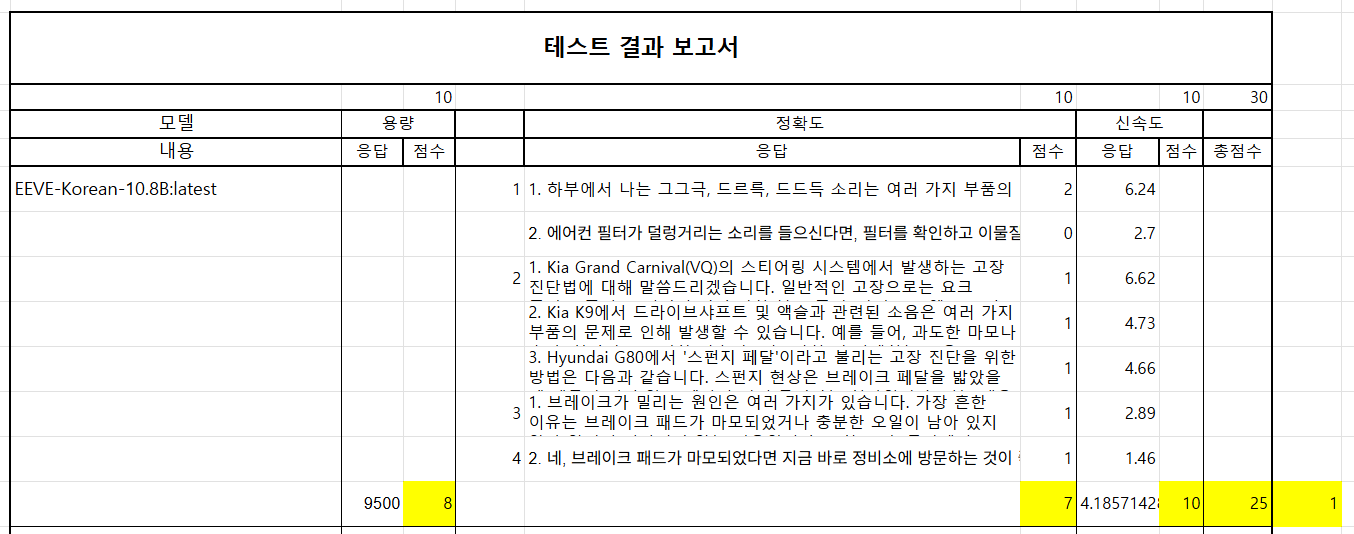 테스트 결과 보고서
10 10 10 30
모델 용량 정확도 신속도
내용 응답 점수 응답 점수 응답 점수 총점수
EEVE-Korean-10.8B:latest 1 1. 하부에서 나는 그그극, 드르륵, 드드득 소리는 여러 가지 부품의 2 6.24
2. 에어컨 필터가 덜렁거리는 소리를 들으신다면, 필터를 확인하고 이물질 0 2.7
2 1. Kia Grand Carnival(VQ)의 스티어링 시스템에서 발생하는 고장
진단법에 대해 말씀드리겠습니다. 일반적인 고장으로는 요크 1 6.62
2. Kia K9에서 드라이브샤프트 및 액슬과 관련된 소음은 여러 가지
부품의 문제로 인해 발생할 수 있습니다. 예를 들어, 과도한 마모나 1 4.73
3. Hyundai G80에서 '스펀지 페달'이라고 불리는 고장 진단을 위한
방법은 다음과 같습니다. 스펀지 현상은 브레이크 페달을 밟았을 1 4.66
3 1. 브레이크가 밀리는 원인은 여러 가지가 있습니다. 가장 흔한
이유는 브레이크 패드가 마모되었거나 충분한 오일이 남아 있지 1 2.89
4 2. 네, 브레이크 패드가 마모되었다면 지금 바로 정비소에 방문하는 것이 1 1.46
9500 8 7 4.18571428 10 25 1